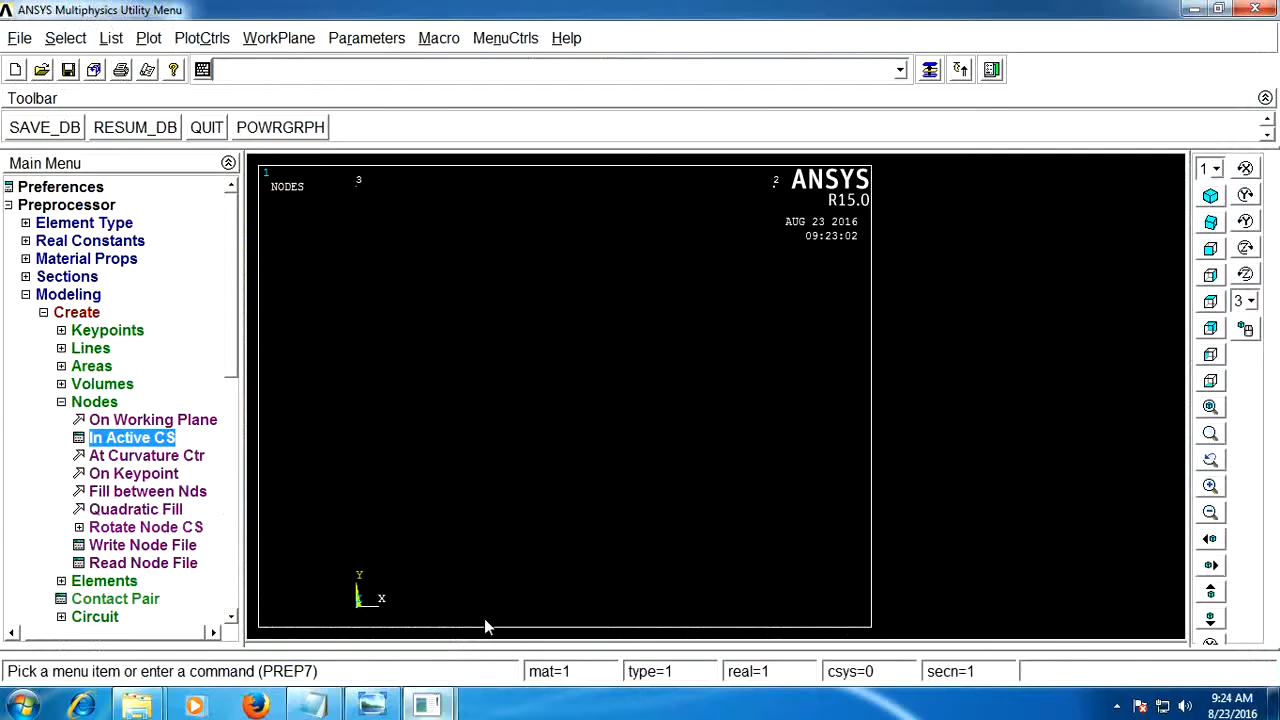 ANSYS Multiphysics Utility Menu
File Select List Plot PlotCtrls WorkPlane Parameters Macro MenuCtrls Help
Toolbar
SAVE_DB RESUM_DB QUIT POWRGRPH
Main Menu
Preferences
Preprocessor
Element Type
Real Constants
Material Props
Sections
Modeling
Create
Keypoints
Lines
Areas
Volumes
Nodes
On Working Plane
In Active CS
At Curvature Ctr
On Keypoint
Fill between Nds
Quadratic Fill
Rotate Node CS
Write Node File
Read Node File
Elements
Contact Pair
Circuit
1
NODES
3
2
ANSYS
R15.0
AUG 23 2016
09:23:02
Y
X
1
3
Pick a menu item or enter a command (PREP7) mat=1 type=1 real=1 csys=0 secn=1
9:24 AM
8/23/2016